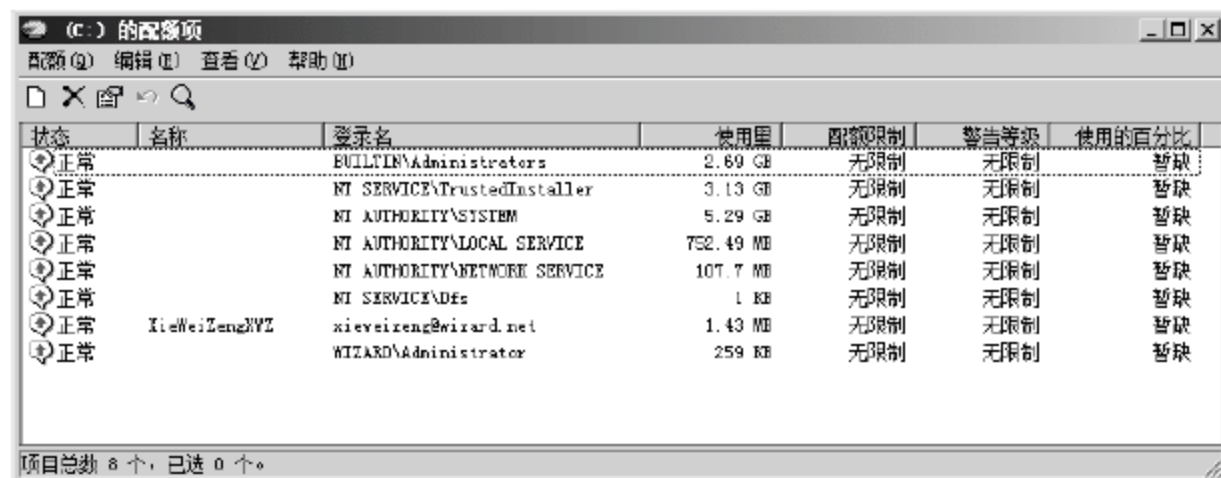 (C:) 的配额项
配额(Q) 编辑(E) 查看(V) 帮助(H)
状态 名称 登录名 使用量 配额限制 警告等级 使用的百分比
正常 BUILTIN\Administrators 2.69 GB 无限制 无限制 暂缺
正常 NT SERVICE\TrustedInstaller 3.13 GB 无限制 无限制 暂缺
正常 NT AUTHORITY\SYSTEM 5.29 GB 无限制 无限制 暂缺
正常 NT AUTHORITY\LOCAL SERVICE 752.49 MB 无限制 无限制 暂缺
正常 NT AUTHORITY\NETWORK SERVICE 107.7 MB 无限制 无限制 暂缺
正常 NT SERVICE\Dfs 1 KB 无限制 无限制 暂缺
正常 XieWeiZengXYZ xieweizeng@wizard.net 1.43 MB 无限制 无限制 暂缺
正常 WIZARD\Administrator 259 KB 无限制 无限制 暂缺
项目总数 8 个，已选 0 个。